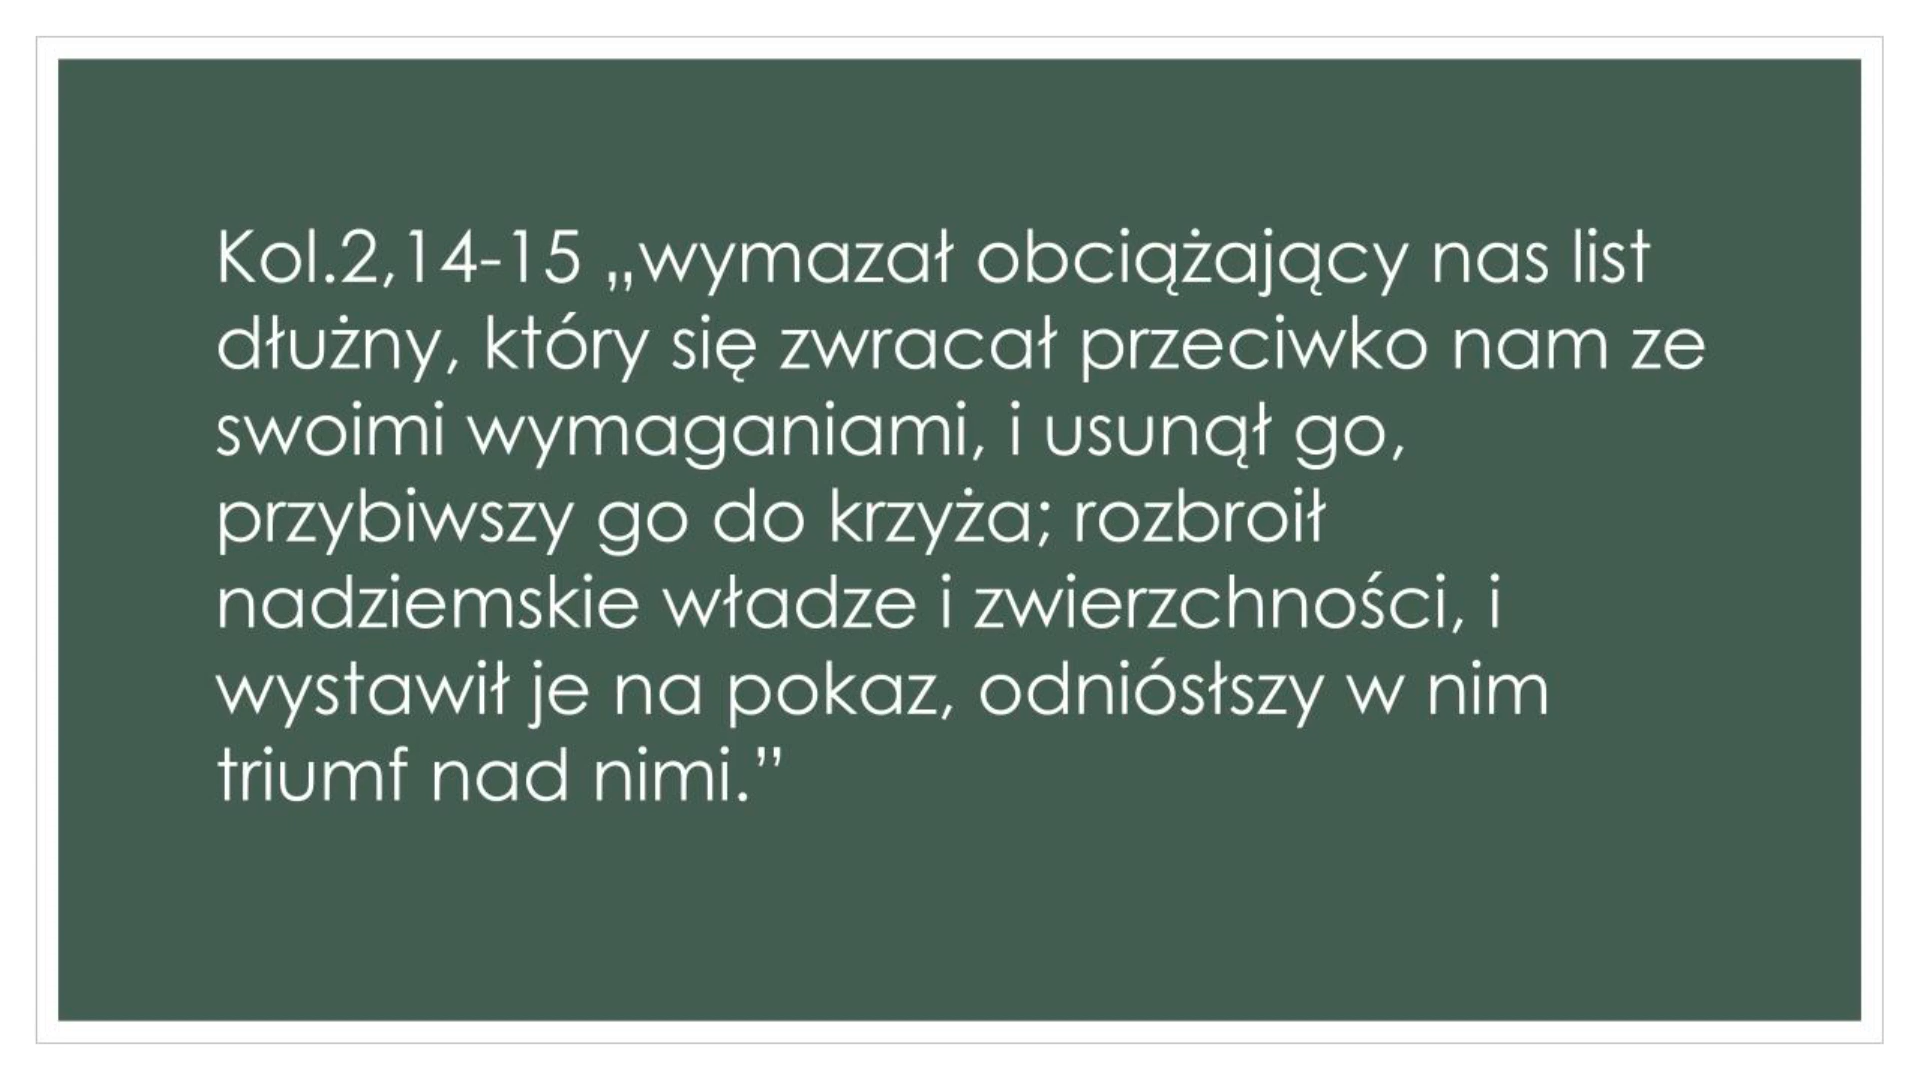 Kol.2,14-15 „wymazał obciążający nas list
dłużny, który się zwracał przeciwko nam ze
swoimi wymaganiami, i usunął go,
przybiwszy go do krzyża; rozbroił
nadziemskie władze i zwierzchności, i
wystawił je na pokaz, odniósłszy w nim
triumf nad nimi.”